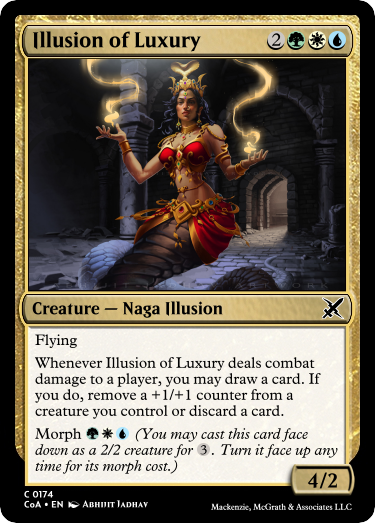 Illusion of Luxury 2
Creature — Naga Illusion
Flying
Whenever Illusion of Luxury deals combat
damage to a player, you may draw a card. If
you do, remove a +1/+1 counter from a
creature you control or discard a card.
Morph (You may cast this card face
down as a 2/2 creature for 3. Turn it face up any
time for its morph cost.)
4/2
C 0174
CoA • EN Abhijit Jadhav
Mackenzie, McGrath & Associates LLC